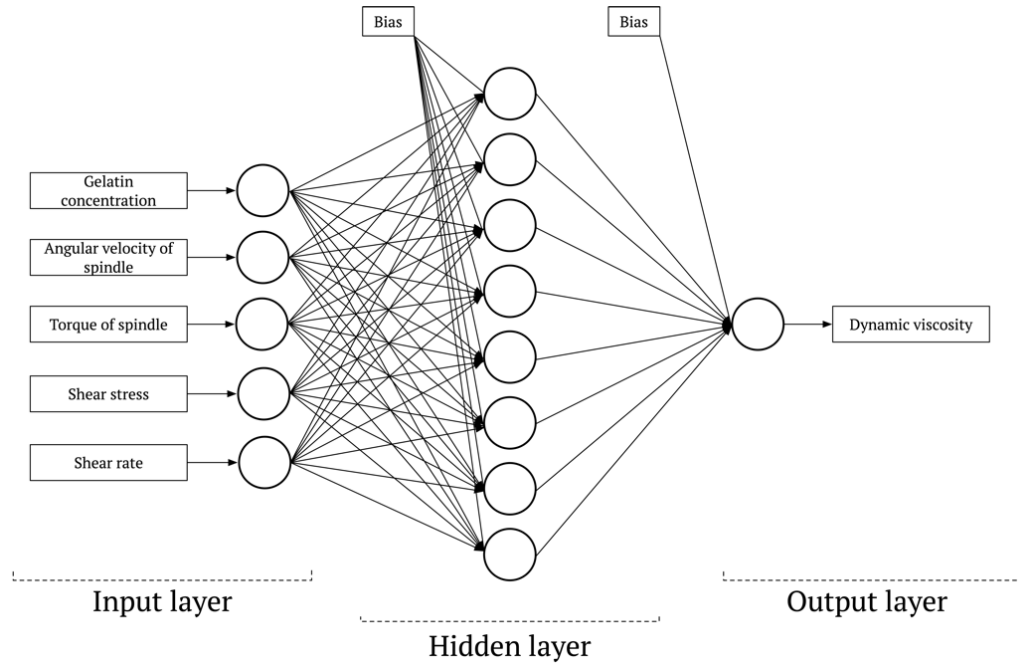 Bias
Bias
Gelatin
concentration
Angular velocity of
spindle
Torque of spindle
Dynamic viscosity
Shear stress
Shear rate
Input layer
Output layer
Hidden layer